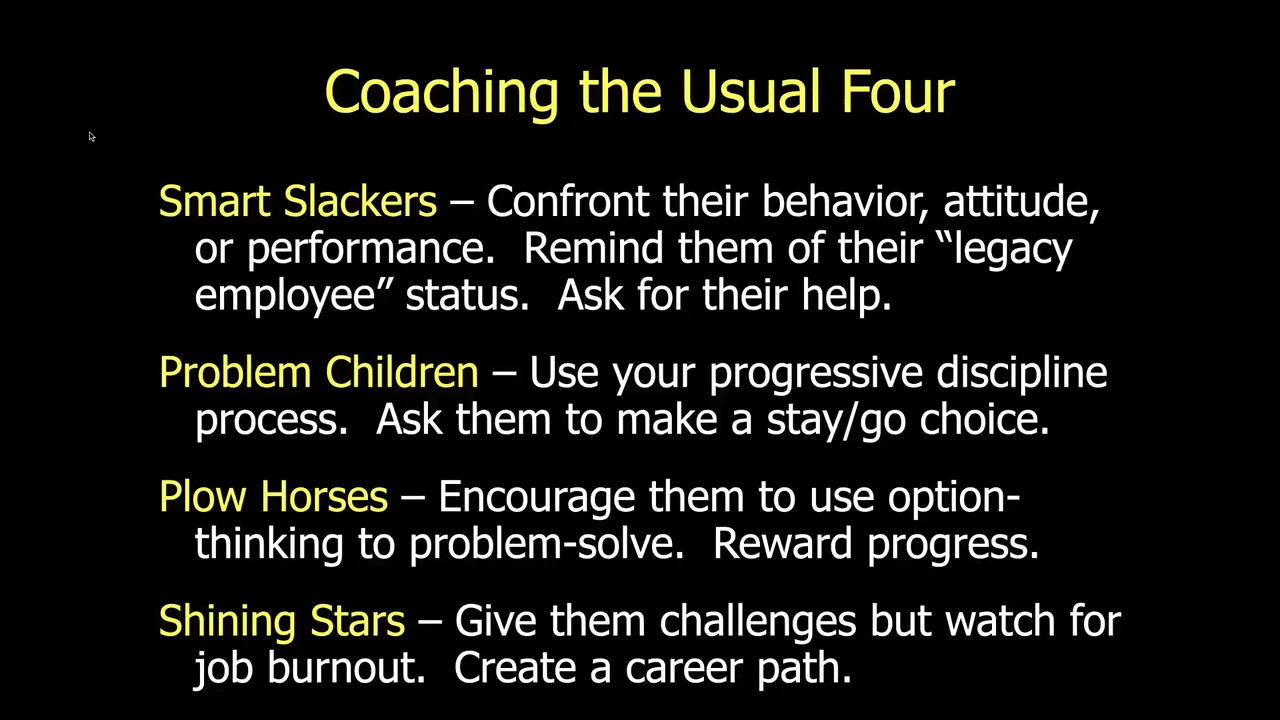 Coaching the Usual Four
Smart Slackers – Confront their behavior, attitude,
or performance.  Remind them of their “legacy
employee” status.  Ask for their help.
Problem Children – Use your progressive discipline
process.  Ask them to make a stay/go choice.
Plow Horses – Encourage them to use option-
thinking to problem-solve.  Reward progress.
Shining Stars – Give them challenges but watch for
job burnout.  Create a career path.